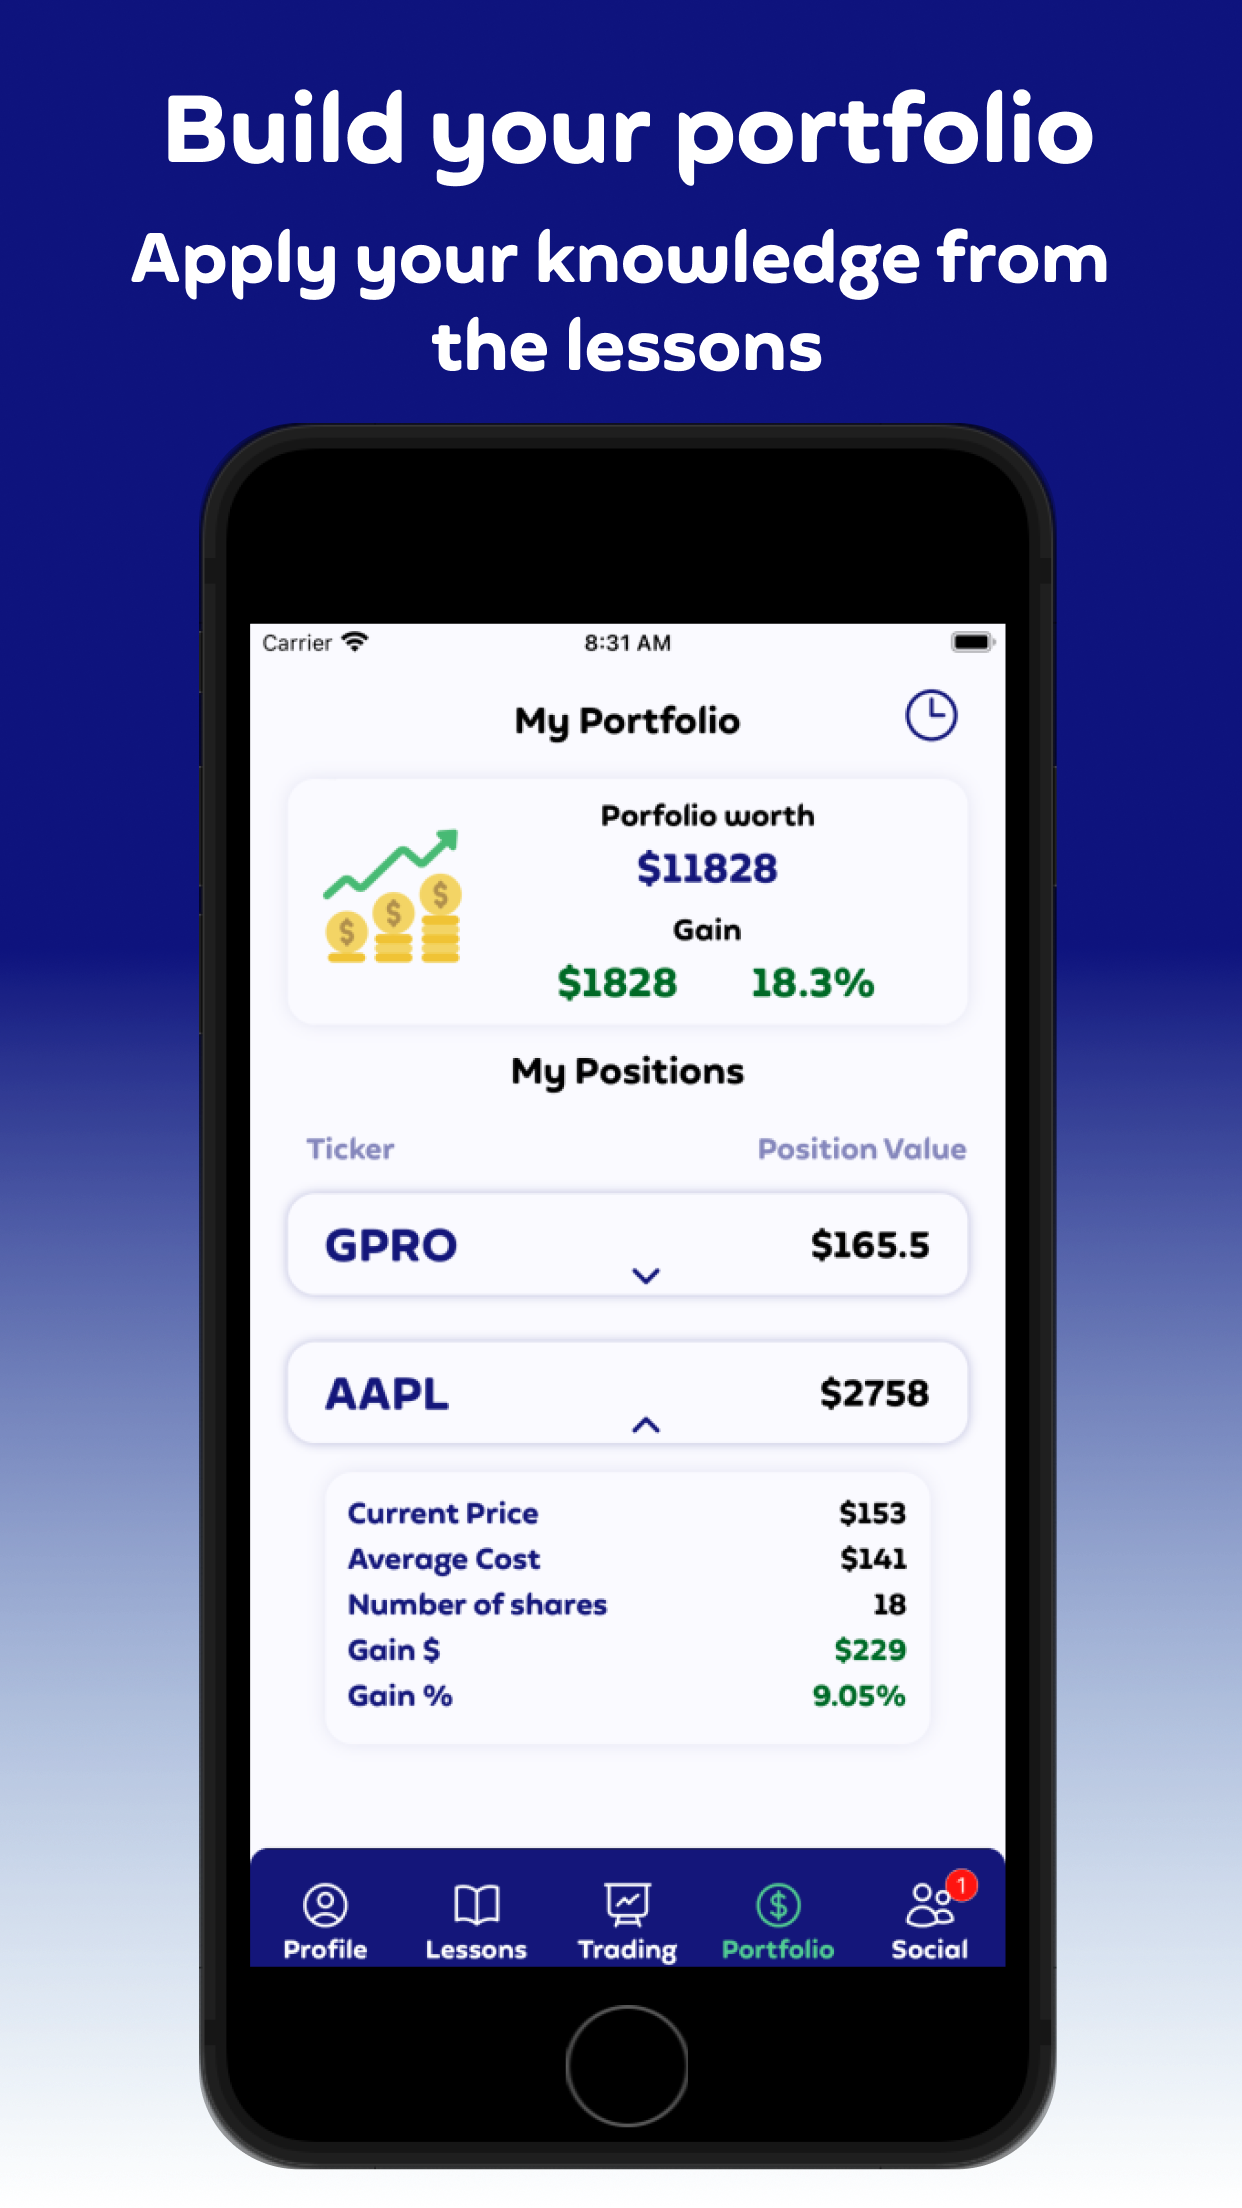 Build your portfolio
Apply your knowledge from
the lessons
Carrier 8:31 AM
My Portfolio
Porfolio worth
$11828
Gain
$1828 18.3%
$ $ $
My Positions
Ticker Position Value
GPRO $165.5
AAPL $2758
Current Price $153
Average Cost $141
Number of shares 18
Gain $ $229
Gain % 9.05%
$ 1
Profile Lessons Trading Portfolio Social